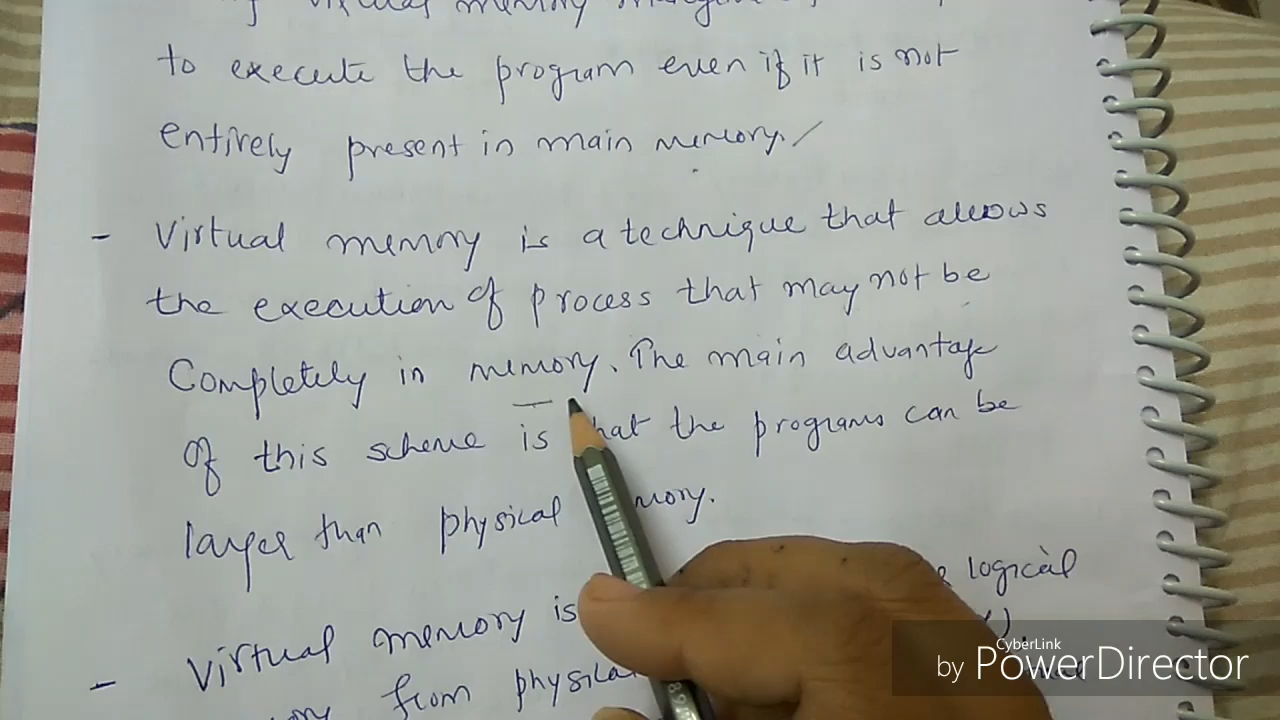 virtual memory
to execute the program even if it is not
entirely present in main memory.
- Virtual memory is a technique that allows
the execution of process that may not be
Completely in memory. The main advantage
of this scheme is that the programs can be
larger than physical mory.
logical
- Virtual memory is
from physical
CyberLink
by PowerDirector